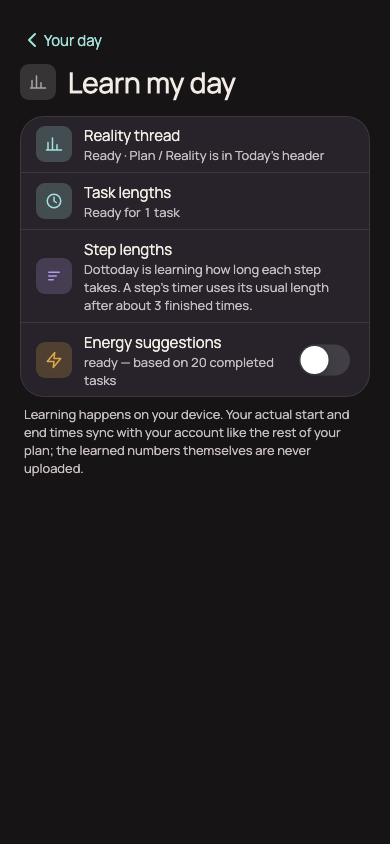 Your day
Learn my day
Reality thread
Ready · Plan / Reality is in Today's header
Task lengths
Ready for 1 task
Step lengths
Dottoday is learning how long each step
takes. A step's timer uses its usual length
after about 3 finished times.
Energy suggestions
ready — based on 20 completed
tasks
Learning happens on your device. Your actual start and
end times sync with your account like the rest of your
plan; the learned numbers themselves are never
uploaded.